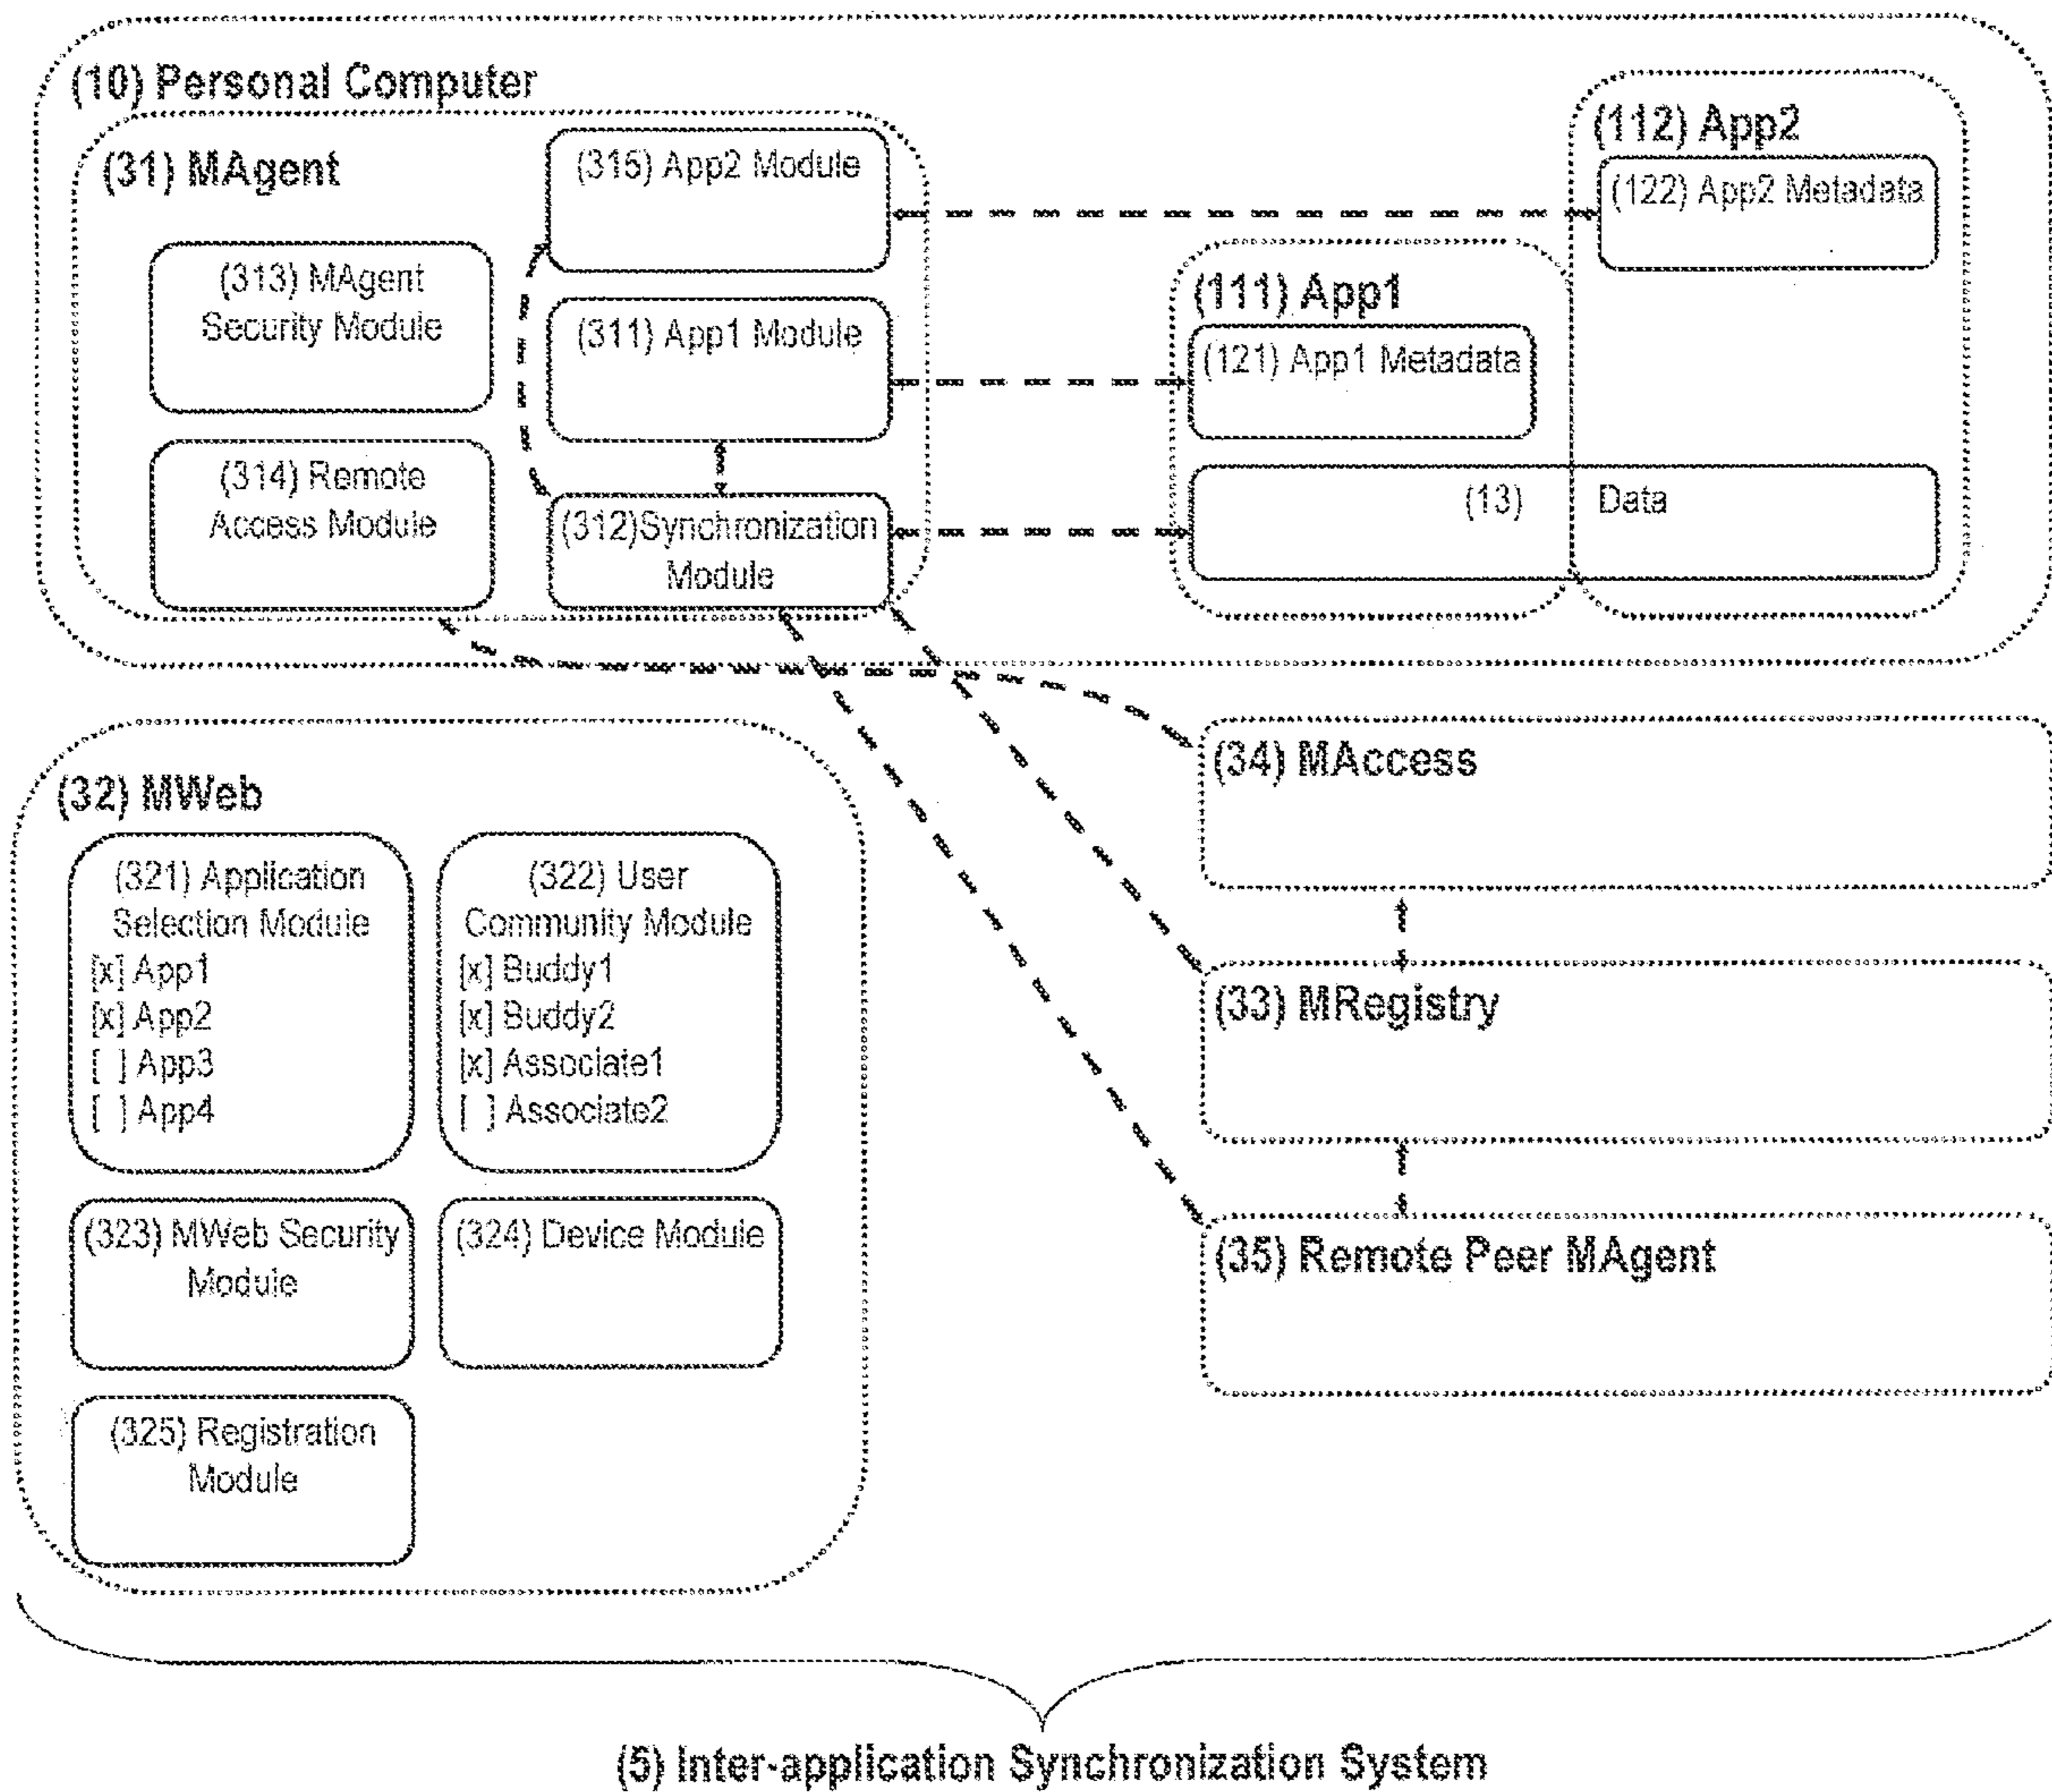 (10) Personal Computer
(31) MAgent
(315) App2 Module
(313) MAgent
Security Module
(311) App1 Module
(314) Remote
Access Module
(312)Synchronization
Module
(112) App2
(122) App2 Metadata
(111) App1
(121) App1 Metadata
(13) Data
(32) MWeb
(321) Application
Selection Module
[x] App1
[x] App2
[ ] App3
[ ] App4
(322) User
Community Module
[x] Buddy1
[x] Buddy2
[x] Associate1
[ ] Associate2
(323) MWeb Security
Module
(324) Device Module
(325) Registration
Module
(34) MAccess
(33) MRegistry
(35) Remote Peer MAgent
(5) Inter-application Synchronization System